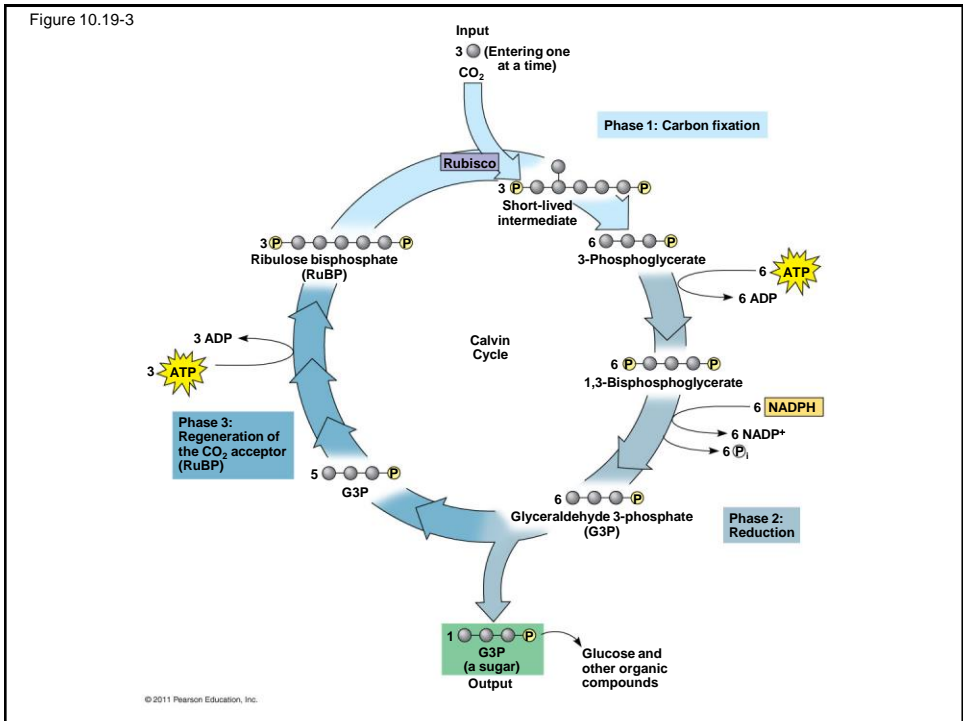 Figure 10.19-3
Input
3 (Entering one
at a time)
CO₂
Phase 1: Carbon fixation
Rubisco
3 P P
Short-lived
intermediate
3 P P
Ribulose bisphosphate
(RuBP)
6 P
3-Phosphoglycerate
6 ATP
6 ADP
Calvin
Cycle
3 ADP
3 ATP
6 P P
1,3-Bisphosphoglycerate
6 NADPH
6 NADP⁺
6 Pᵢ
Phase 3:
Regeneration of
the CO₂ acceptor
(RuBP)
5 P
G3P
6 P
Glyceraldehyde 3-phosphate
(G3P)
Phase 2:
Reduction
1 P
G3P
(a sugar)
Output
Glucose and
other organic
compounds
© 2011 Pearson Education, Inc.